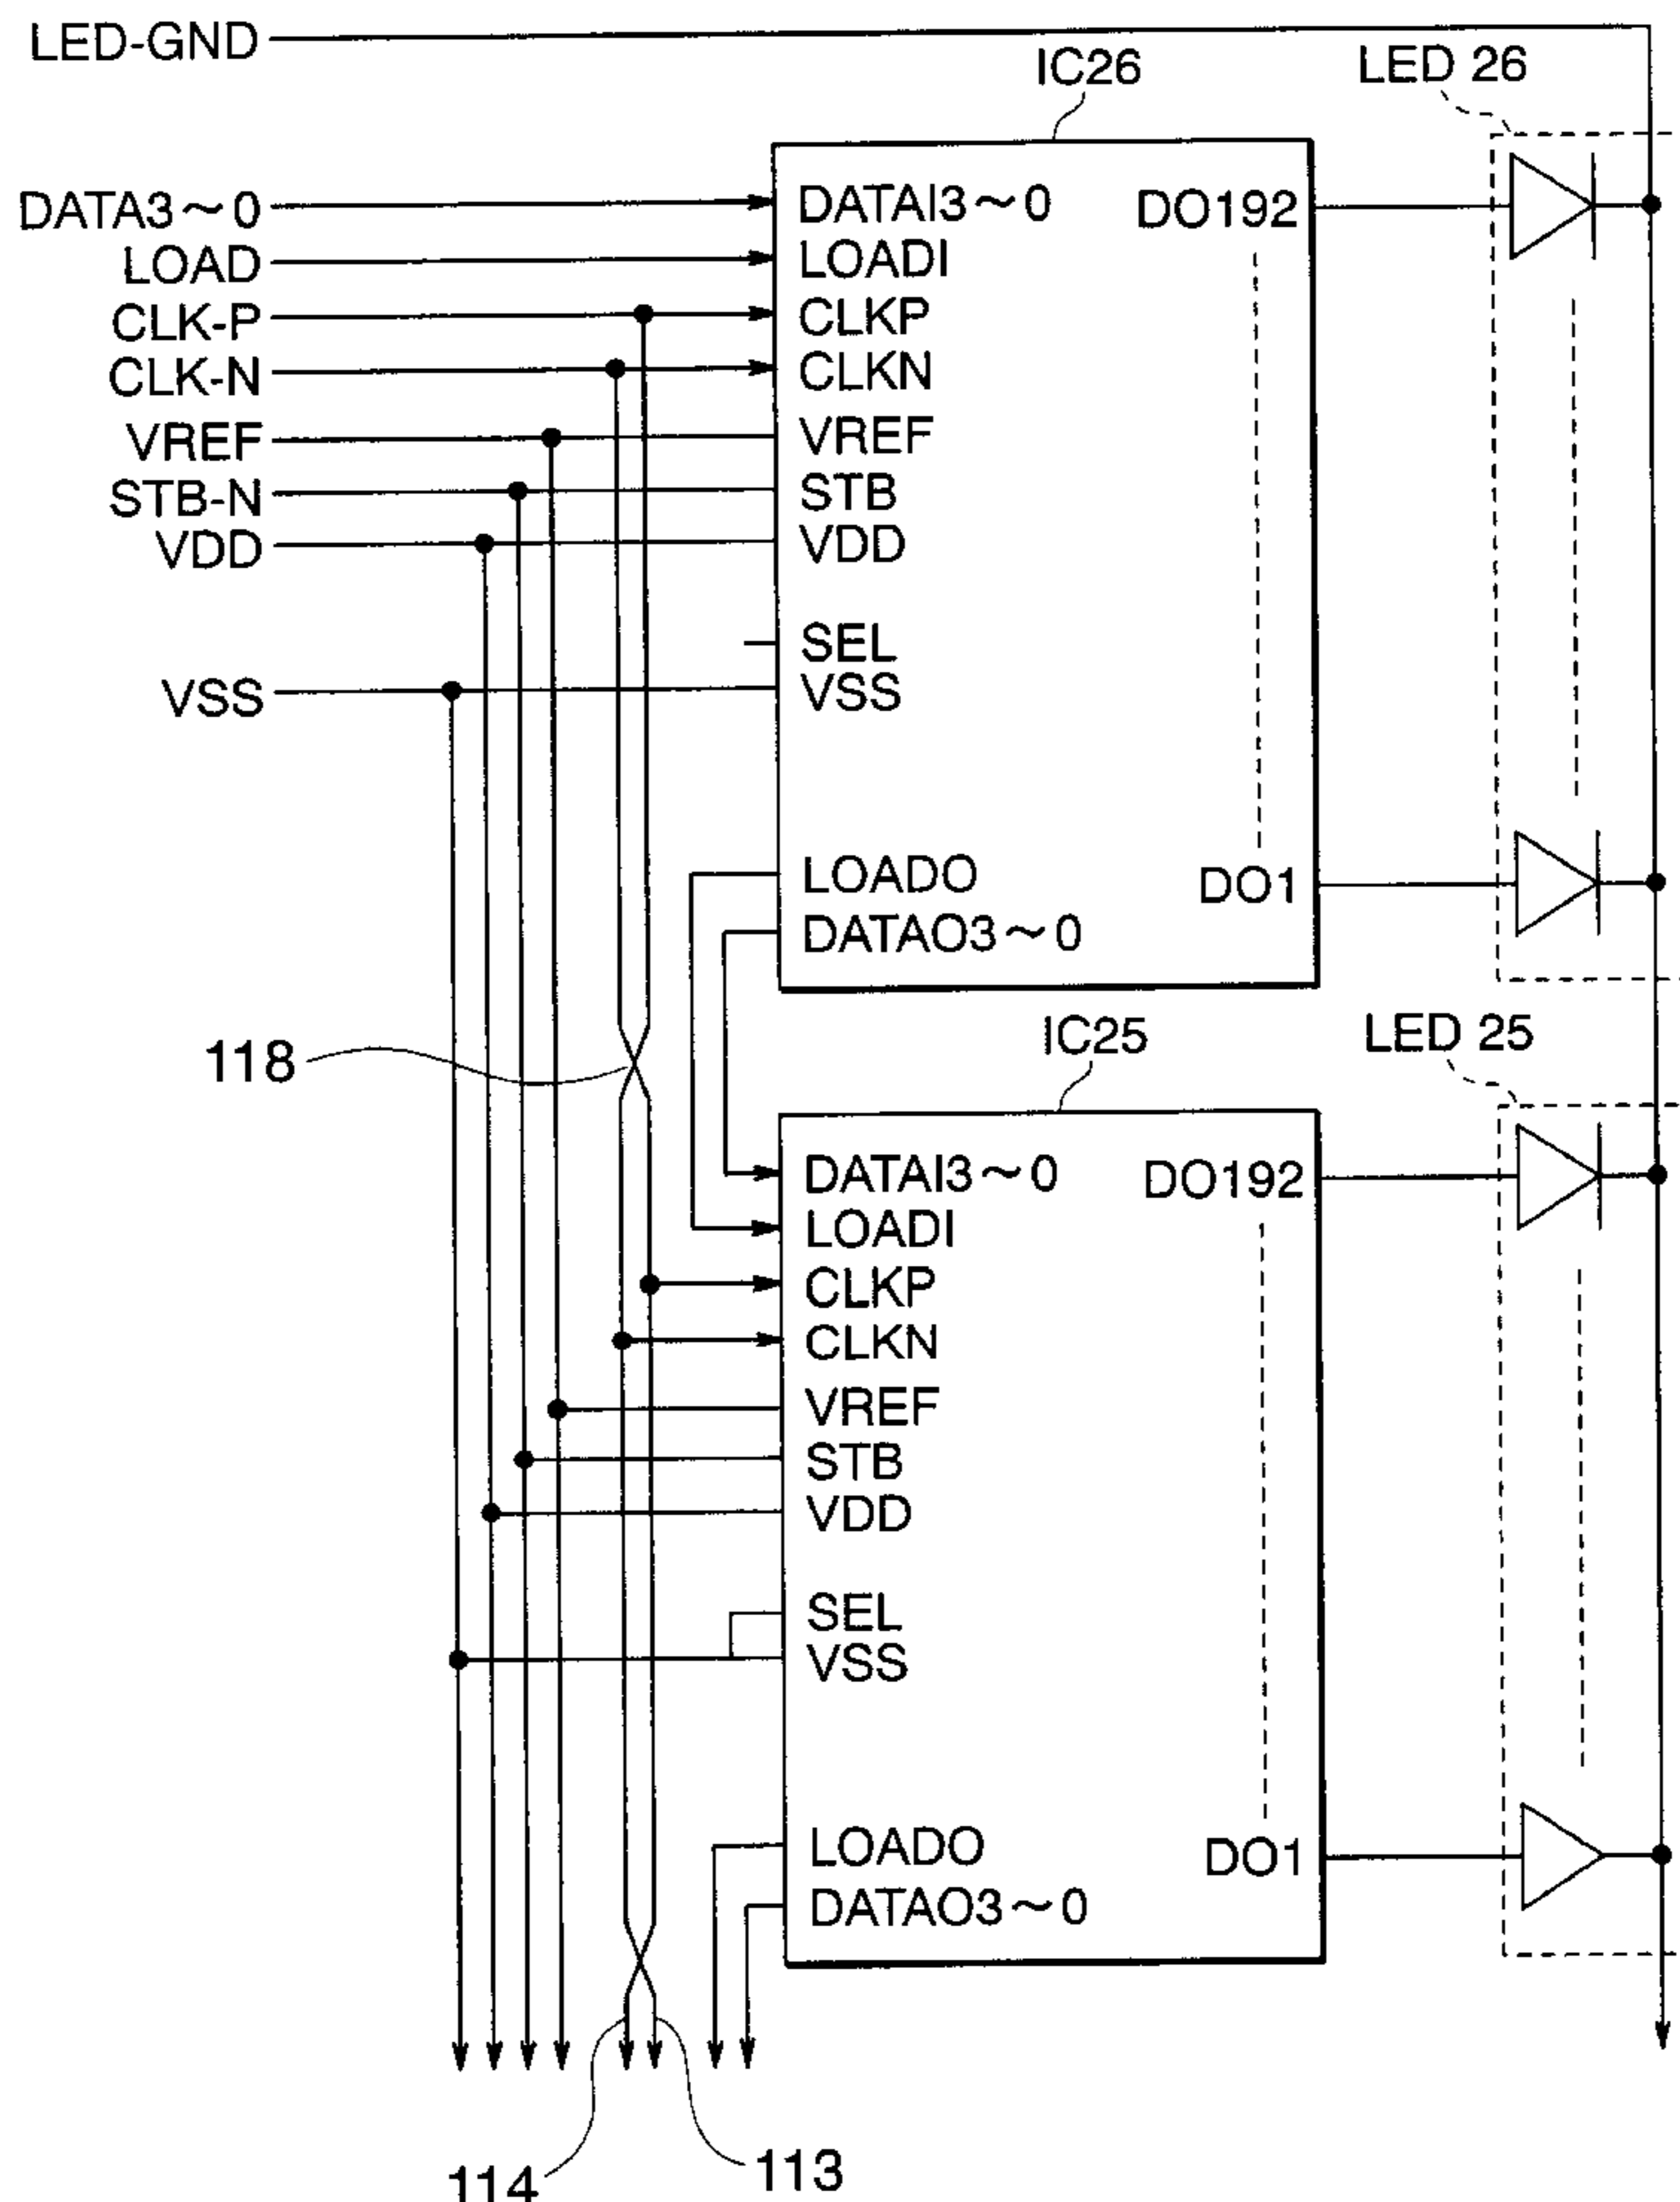 LED-GND
IC26
LED 26
DATA3~0
LOAD
CLK-P
CLK-N
VREF
STB-N
VDD
VSS
DATAI3~0
LOADI
CLKP
CLKN
VREF
STB
VDD
SEL
VSS
LOADO
DATAO3~0
DO192
DO1
118
IC25
LED 25
DATAI3~0
LOADI
CLKP
CLKN
VREF
STB
VDD
SEL
VSS
LOADO
DATAO3~0
DO192
DO1
114
113